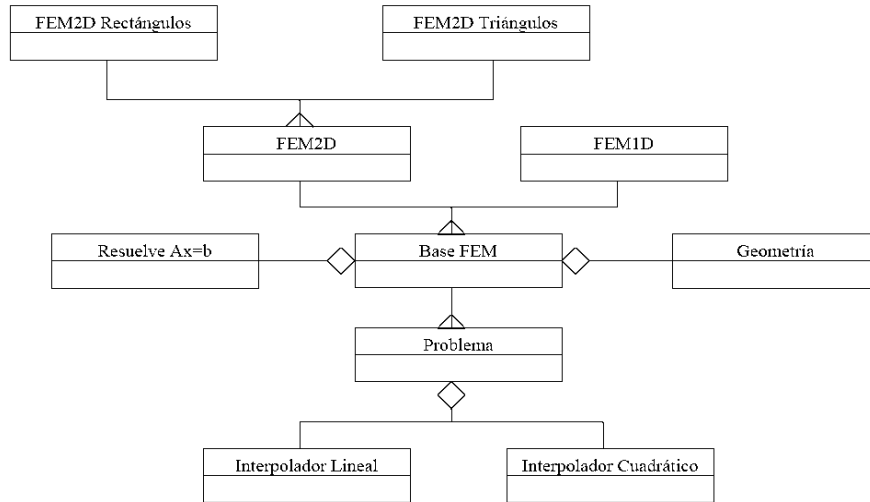 FEM2D Rectángulos
FEM2D Triángulos
FEM2D
FEM1D
Resuelve Ax=b
Base FEM
Geometría
Problema
Interpolador Lineal
Interpolador Cuadrático